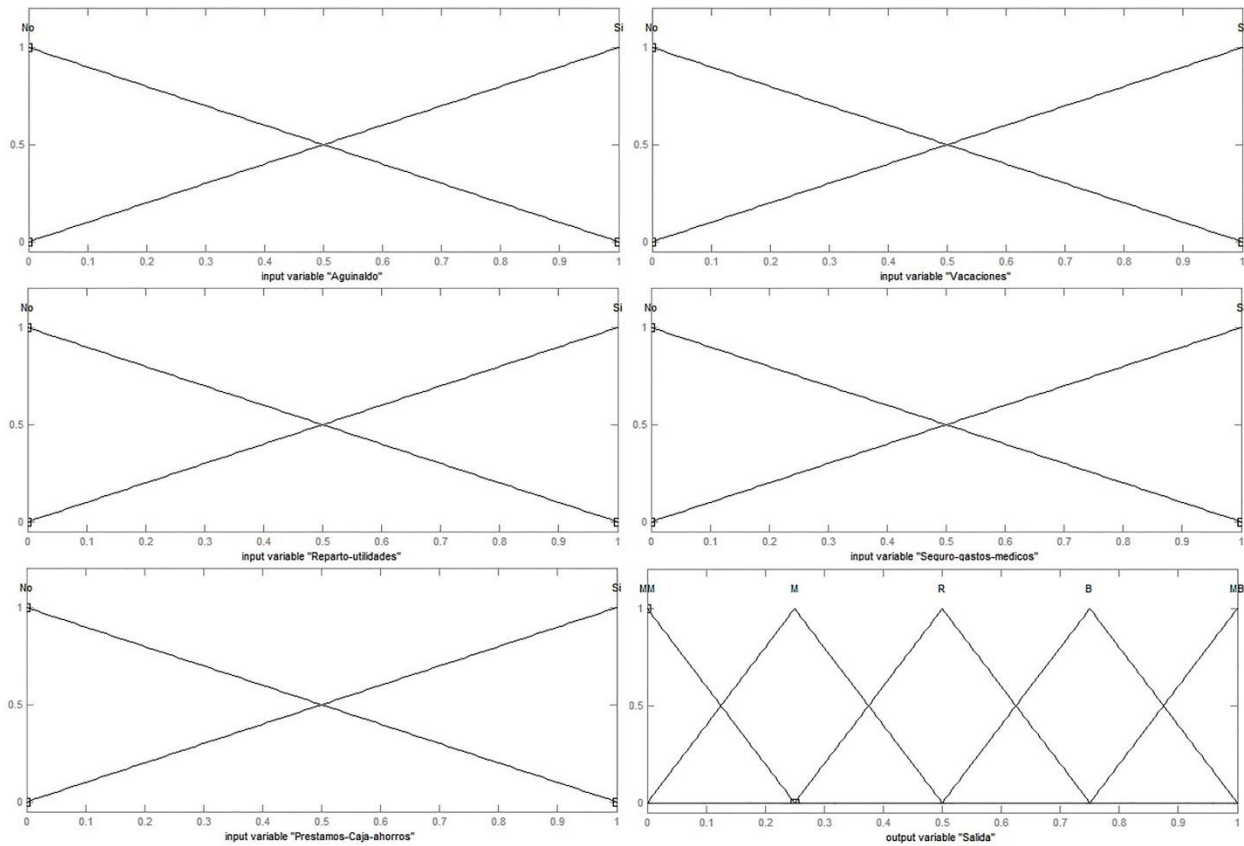 No Si
1
0.5
0
0 0.1 0.2 0.3 0.4 0.5 0.6 0.7 0.8 0.9 1
input variable "Aguinaldo"
No S
1
0.5
0
0 0.1 0.2 0.3 0.4 0.5 0.6 0.7 0.8 0.9 1
input variable "Vacaciones"
No Si
1
0.5
0
0 0.1 0.2 0.3 0.4 0.5 0.6 0.7 0.8 0.9 1
input variable "Reparto-utilidades"
No S
1
0.5
0
0 0.1 0.2 0.3 0.4 0.5 0.6 0.7 0.8 0.9 1
input variable "Seguro-gastos-medicos"
No Si
1
0.5
0
0 0.1 0.2 0.3 0.4 0.5 0.6 0.7 0.8 0.9 1
input variable "Prestamos-Caja-ahorros"
MM M R B MB
1
0.5
0
0 0.1 0.2 0.3 0.4 0.5 0.6 0.7 0.8 0.9 1
output variable "Salida"